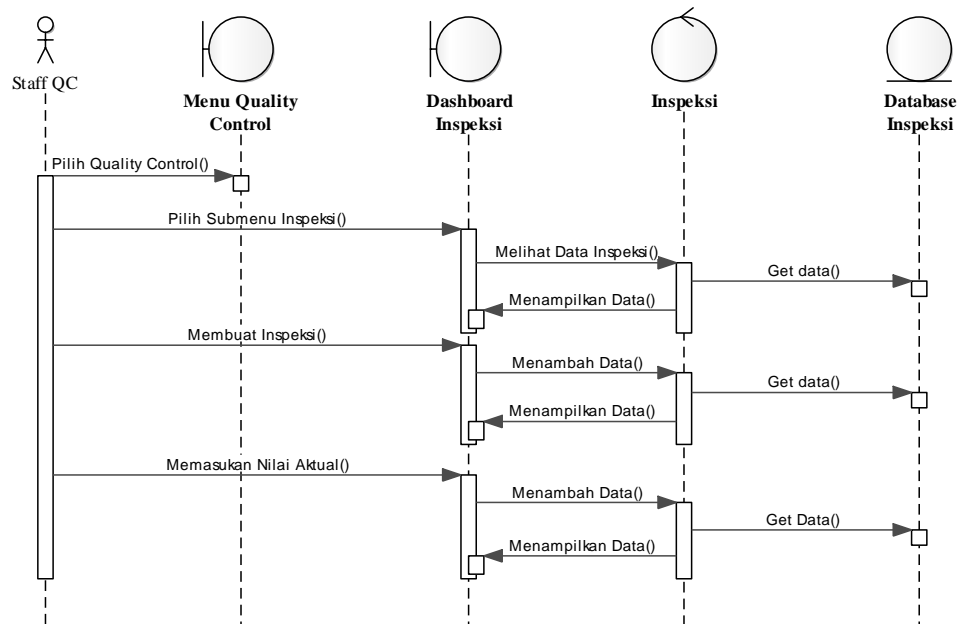 Staff QC
Menu Quality
Control
Dashboard
Inspeksi
Inspeksi
Database
Inspeksi
Pilih Quality Control()
Pilih Submenu Inspeksi()
Melihat Data Inspeksi()
Get data()
Menampilkan Data()
Membuat Inspeksi()
Menambah Data()
Get data()
Menampilkan Data()
Memasukan Nilai Aktual()
Menambah Data()
Get Data()
Menampilkan Data()